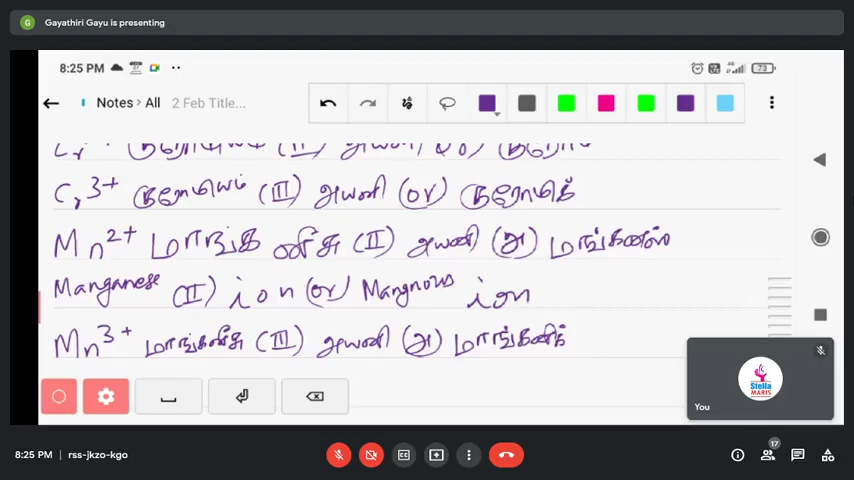 Gayathiri Gayu is presenting
8:25 PM
73
Notes > All 2 Feb Title...
Cr³⁺ குரோமியம் (III) அயனி (or) குரோமிக்
Mn²⁺ மாங்கனீசு (II) அயனி (அ) மாங்கனஸ்
Manganese (II) ion (or) Mangnous ion
Mn³⁺ மாங்கனீசு (III) அயனி (அ) மாங்கனிக்
Stella
MARIS
You
8:25 PM | rss-jkzo-kgo
17